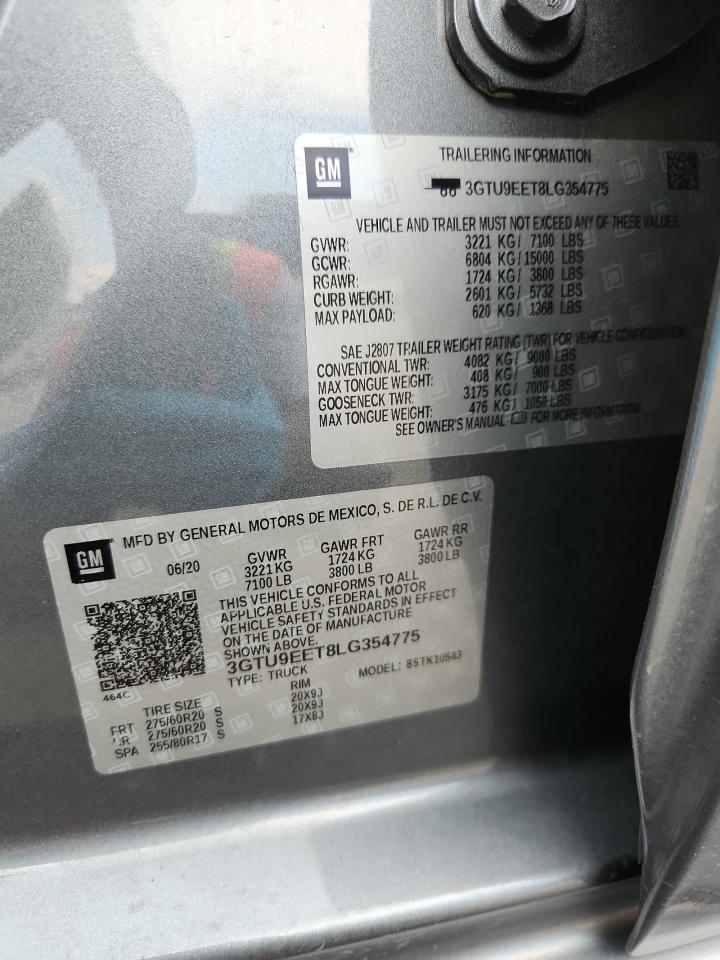 GM
TRAILERING INFORMATION
3GTU9EET8LG354775
VEHICLE AND TRAILER MUST NOT EXCEED ANY OF THESE VALUES
GVWR: 3221 KG/ 7100 LBS
GCWR: 6804 KG/15000 LBS
RGAWR: 1724 KG/ 3800 LBS
CURB WEIGHT: 2601 KG/ 5732 LBS
MAX PAYLOAD: 620 KG/ 1368 LBS
SAE J2807 TRAILER WEIGHT RATING (TWR) FOR VEHICLE CONFIGURATION
CONVENTIONAL TWR: 4082 KG/ 9000 LBS
MAX TONGUE WEIGHT: 408 KG/ 900 LBS
GOOSENECK TWR: 3175 KG/ 7000 LBS
MAX TONGUE WEIGHT: 476 KG/ 1050 LBS
SEE OWNER'S MANUAL FOR MORE INFORMATION
GM
MFD BY GENERAL MOTORS DE MEXICO, S. DE R.L. DE C.V.
06/20 GVWR GAWR FRT GAWR RR
3221 KG 1724 KG 1724 KG
7100 LB 3800 LB 3800 LB
THIS VEHICLE CONFORMS TO ALL
APPLICABLE U.S. FEDERAL MOTOR
VEHICLE SAFETY STANDARDS IN EFFECT
ON THE DATE OF MANUFACTURE
SHOWN ABOVE.
3GTU9EET8LG354775
TYPE: TRUCK MODEL: 85TK10543
464C
TIRE SIZE RIM
FRT 275/60R20 S 20X9J
RR 275/60R20 S 20X9J
SPA 255/80R17 S 17X8J